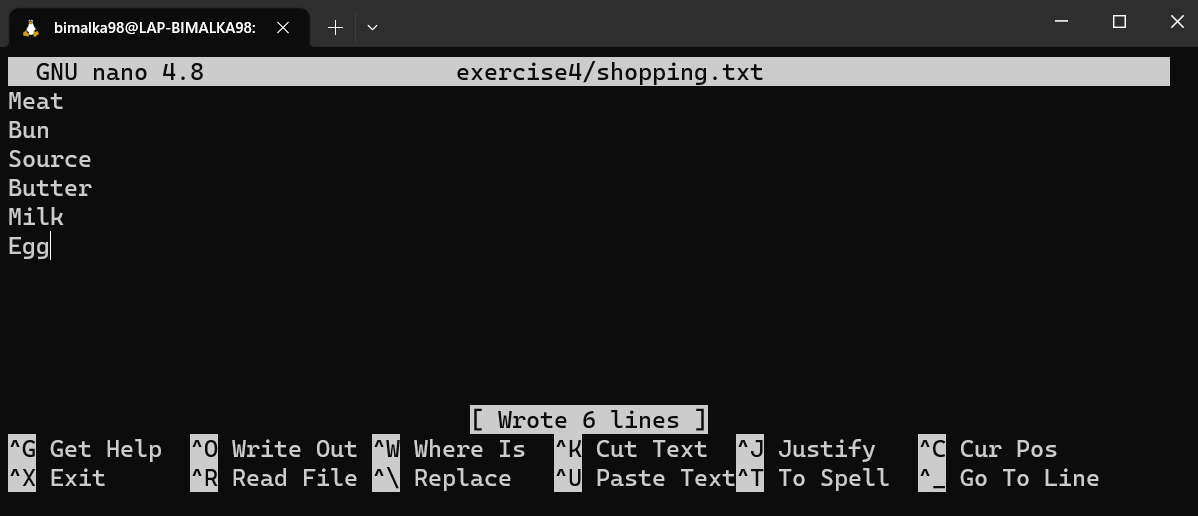 bimalka98@LAP-BIMALKA98:
GNU nano 4.8 exercise4/shopping.txt
Meat
Bun
Source
Butter
Milk
Egg
[ Wrote 6 lines ]
^G Get Help ^O Write Out ^W Where Is ^K Cut Text ^J Justify ^C Cur Pos
^X Exit ^R Read File ^\ Replace ^U Paste Text^T To Spell ^_ Go To Line